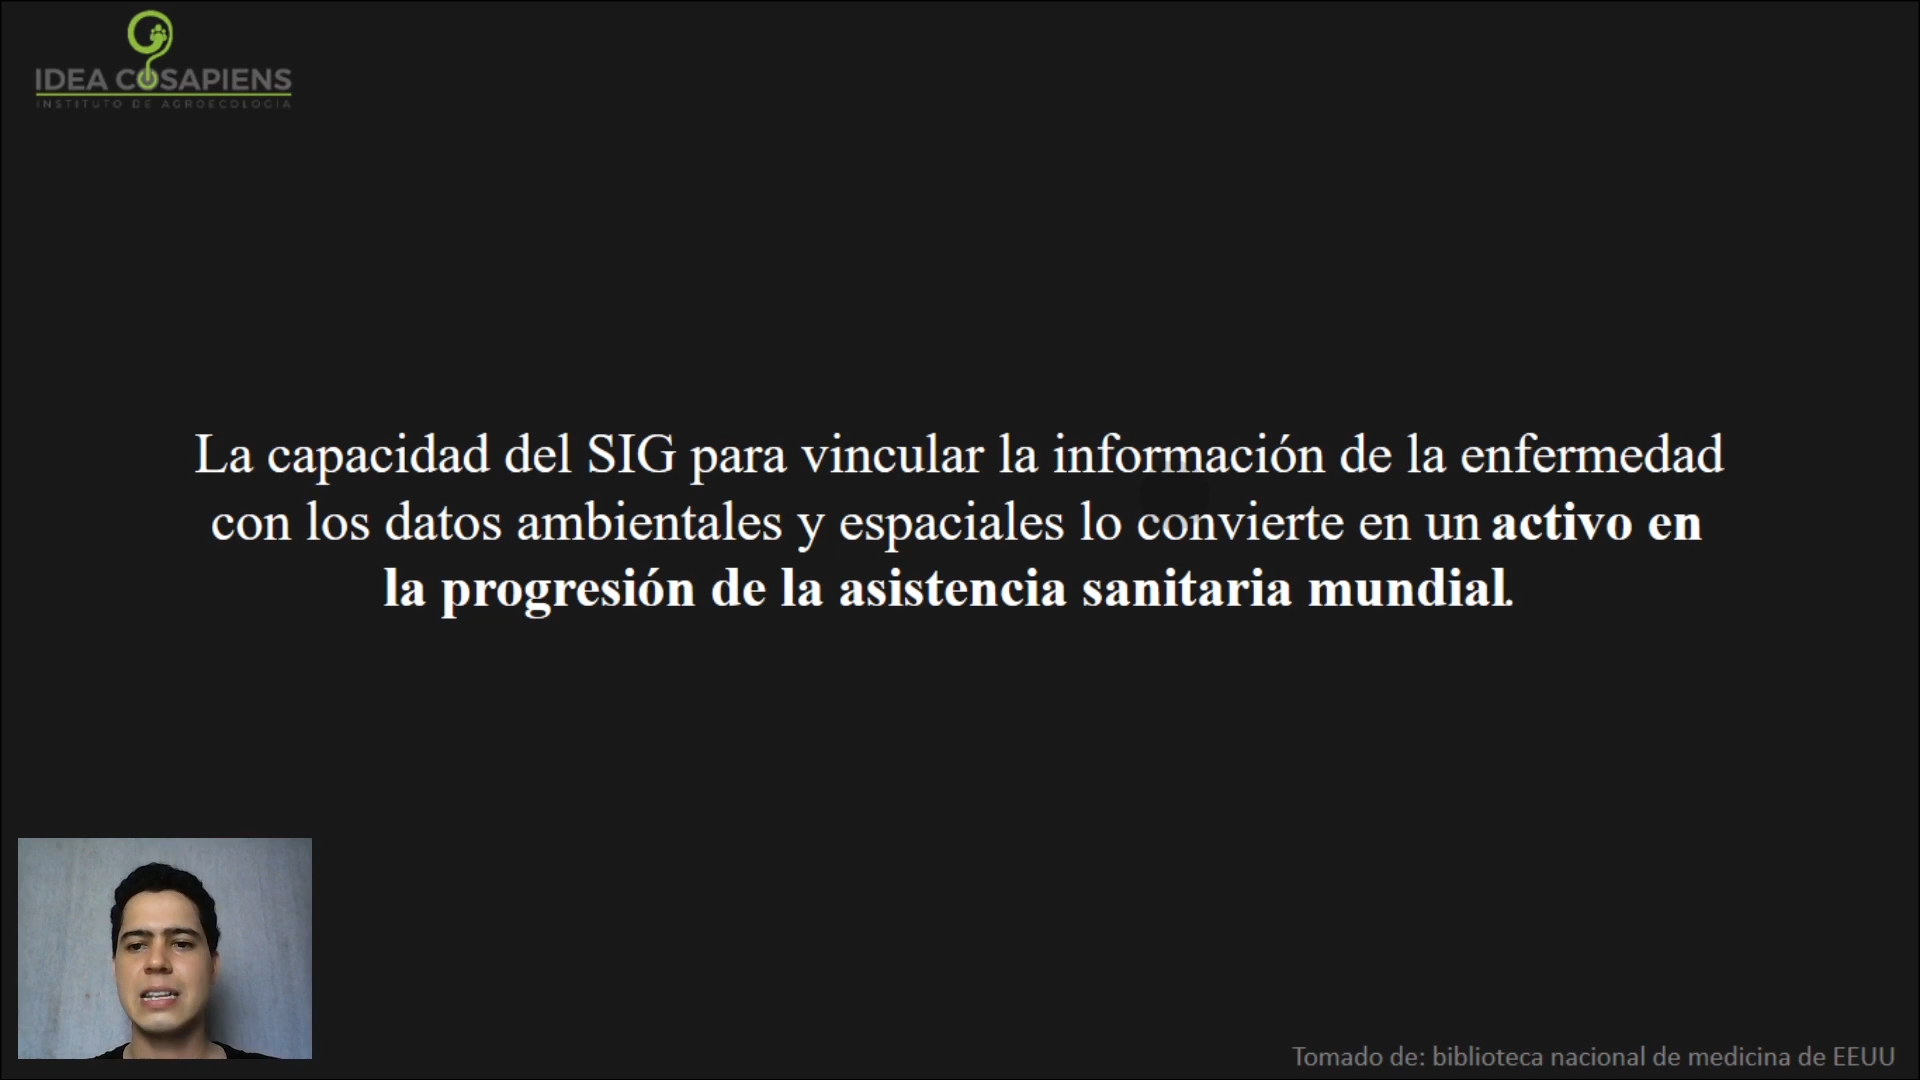 IDEA COSAPIENS
INSTITUTO DE AGROECOLOGÍA
La capacidad del SIG para vincular la información de la enfermedad
con los datos ambientales y espaciales lo convierte en un activo en
la progresión de la asistencia sanitaria mundial.
Tomado de: biblioteca nacional de medicina de EEUU